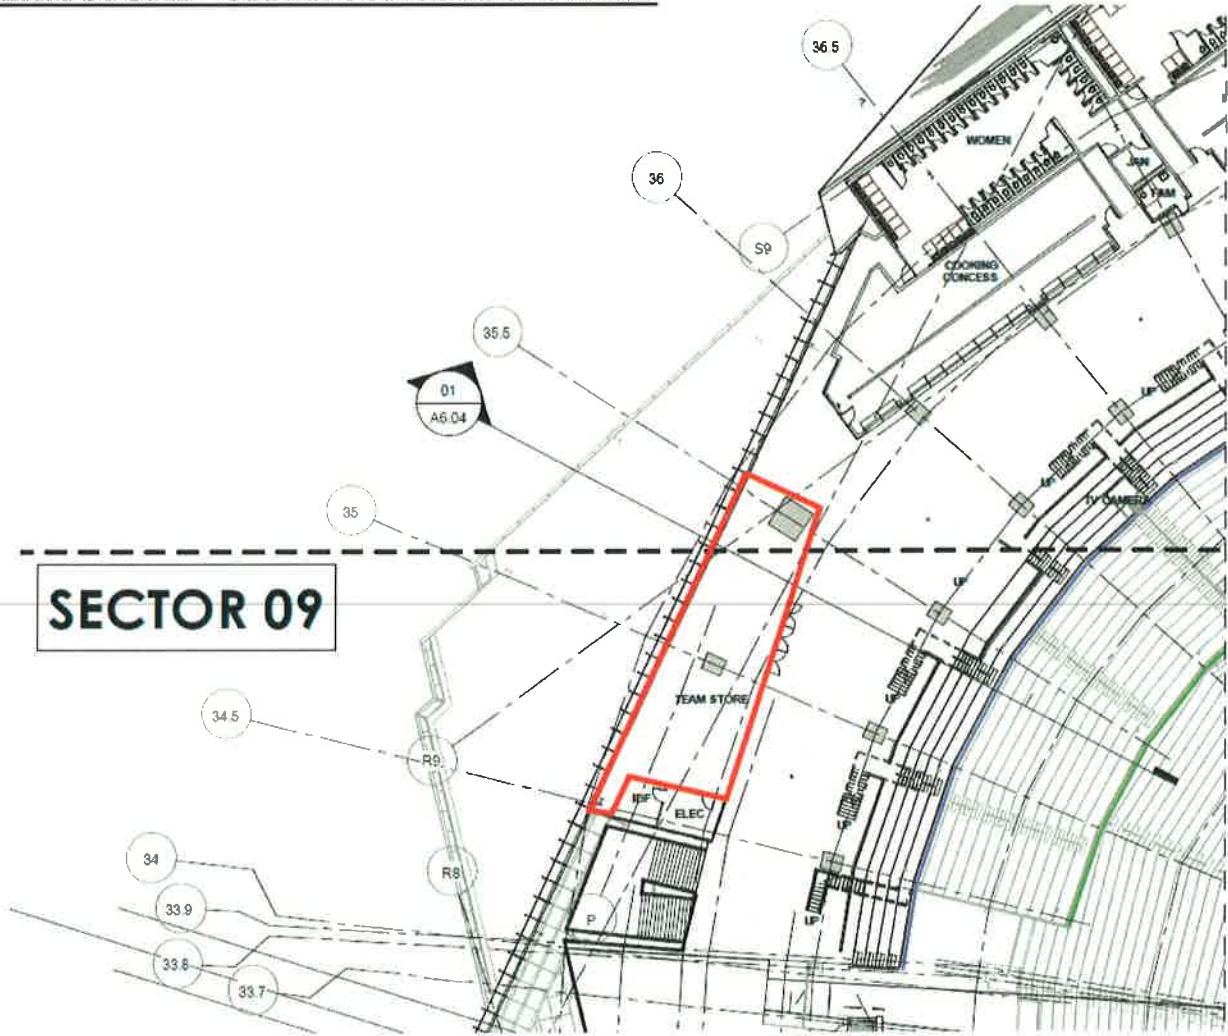 36.5
?
WOMEN
36
JAN
FAM
S9
COOKING
CONCESS
35.5
01
A6.04
UP
UP
TV CAMERA
35
SECTOR 09
UP
TEAM STORE
UP
34.5
R9
IDF
ELEC
UP
34
R8
33.9
P
UP
33.8
33.7